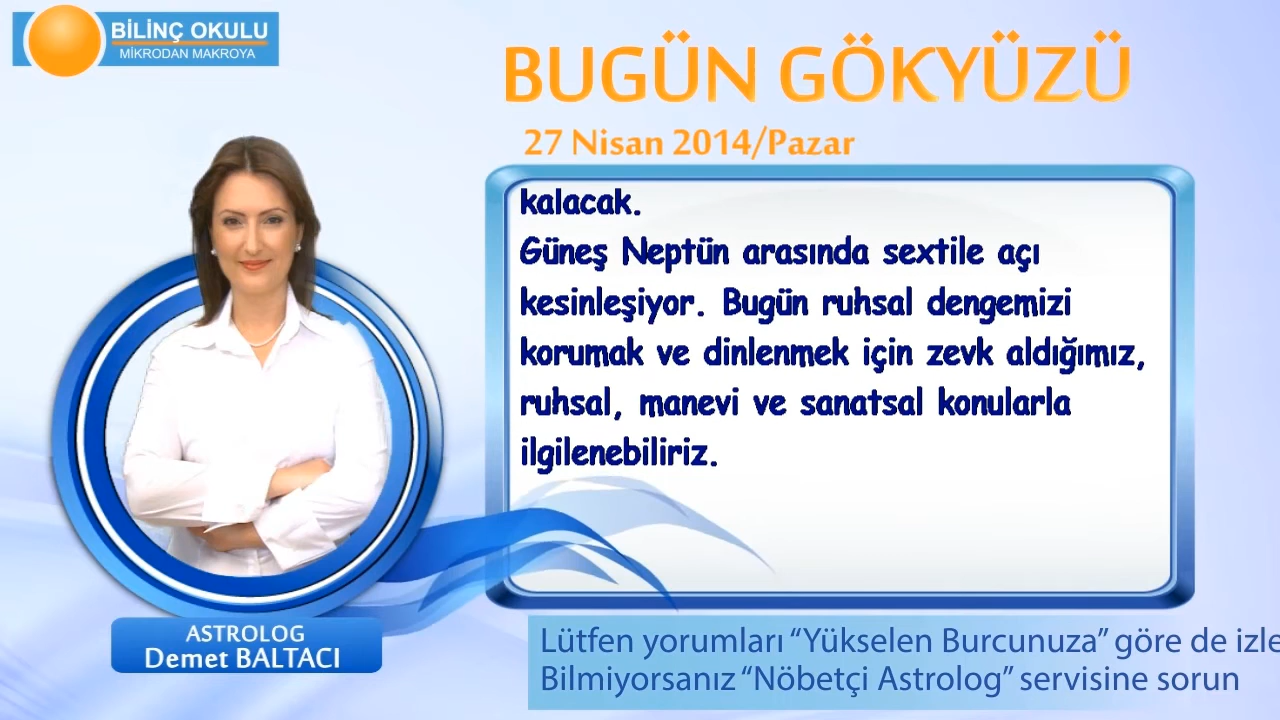 BİLİNÇ OKULU
MİKRODAN MAKROYA
BUGÜN GÖKYÜZÜ
27 Nisan 2014/Pazar
kalacak.
Güneş Neptün arasında sextile açı
kesinleşiyor. Bugün ruhsal dengemizi
korumak ve dinlenmek için zevk aldığımız,
ruhsal, manevi ve sanatsal konularla
ilgilenebiliriz.
ASTROLOG
Demet BALTACI
Lütfen yorumları “Yükselen Burcunuza” göre de izle
Bilmiyorsanız “Nöbetçi Astrolog” servisine sorun